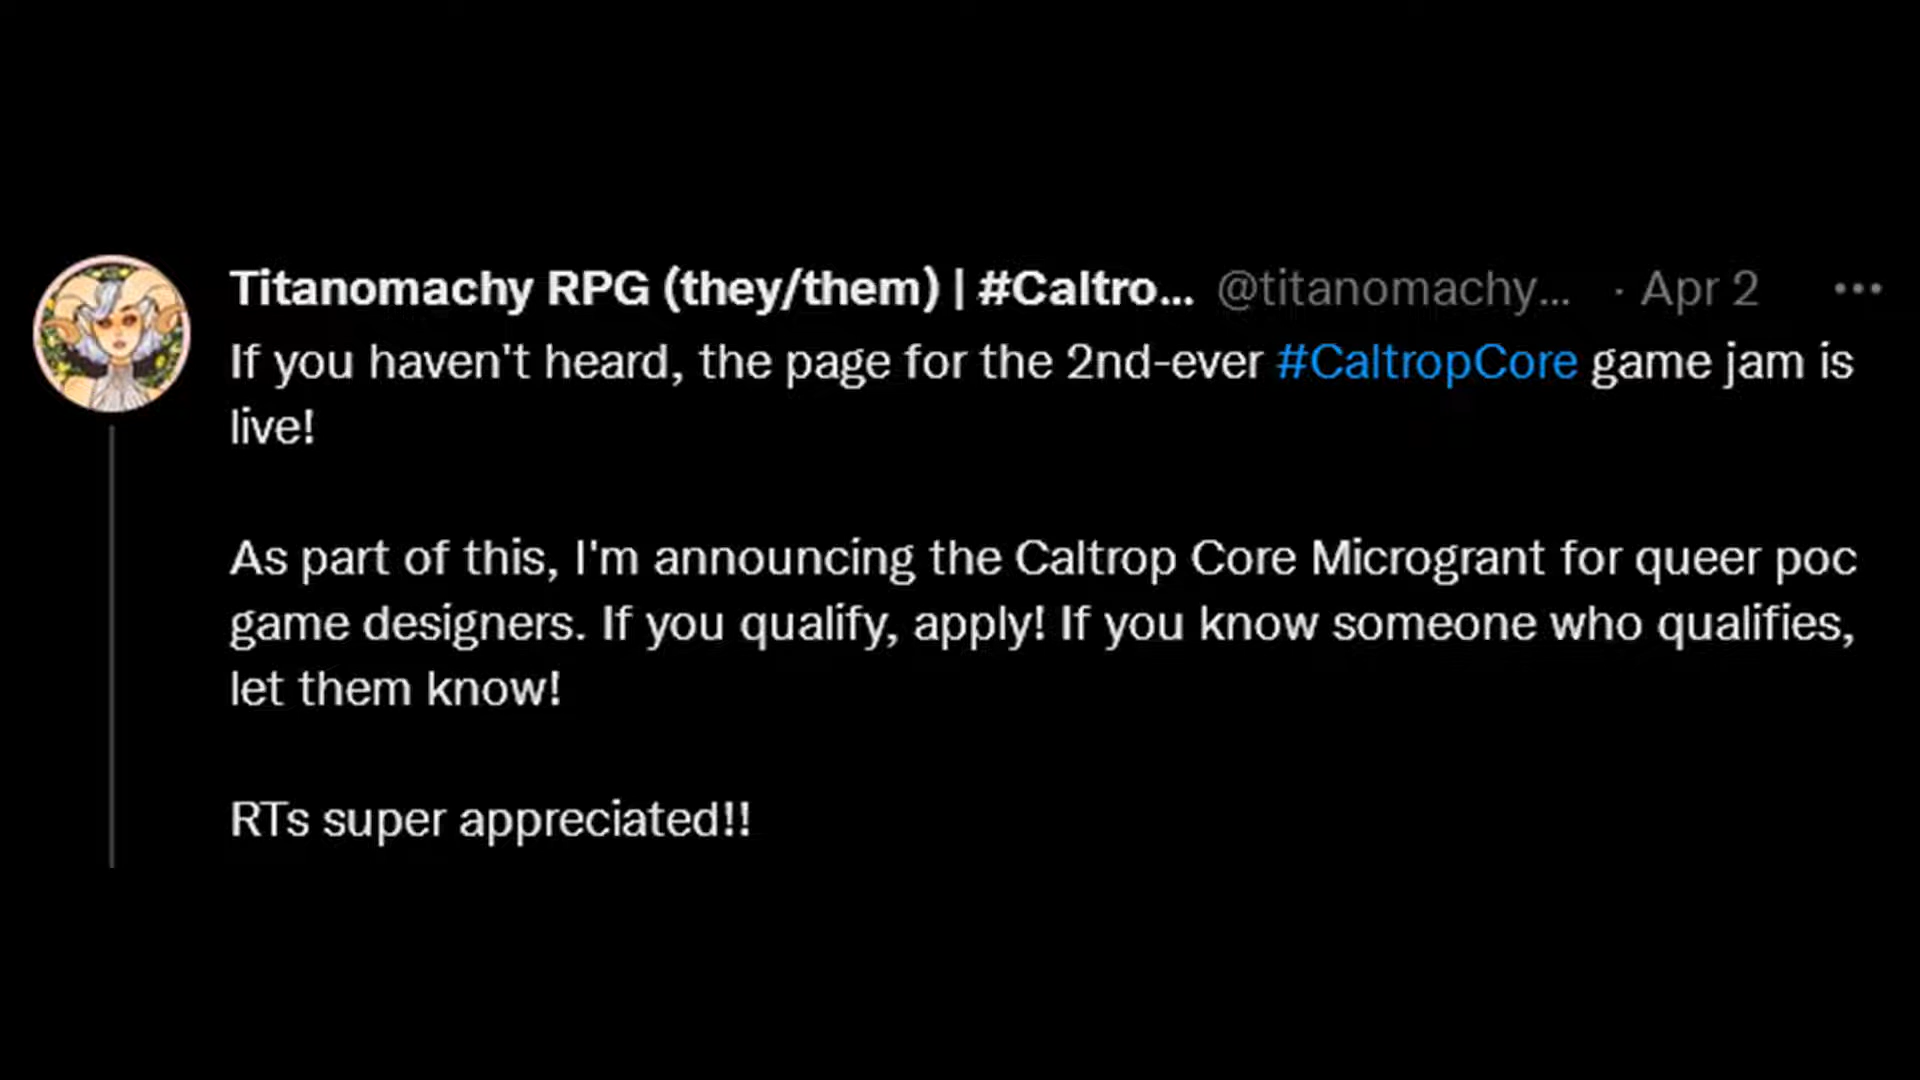 Titanomachy RPG (they/them) | #Caltro... @titanomachy... · Apr 2 ...
If you haven't heard, the page for the 2nd-ever #CaltropCore game jam is
live!
As part of this, I'm announcing the Caltrop Core Microgrant for queer poc
game designers. If you qualify, apply! If you know someone who qualifies,
let them know!
RTs super appreciated!!